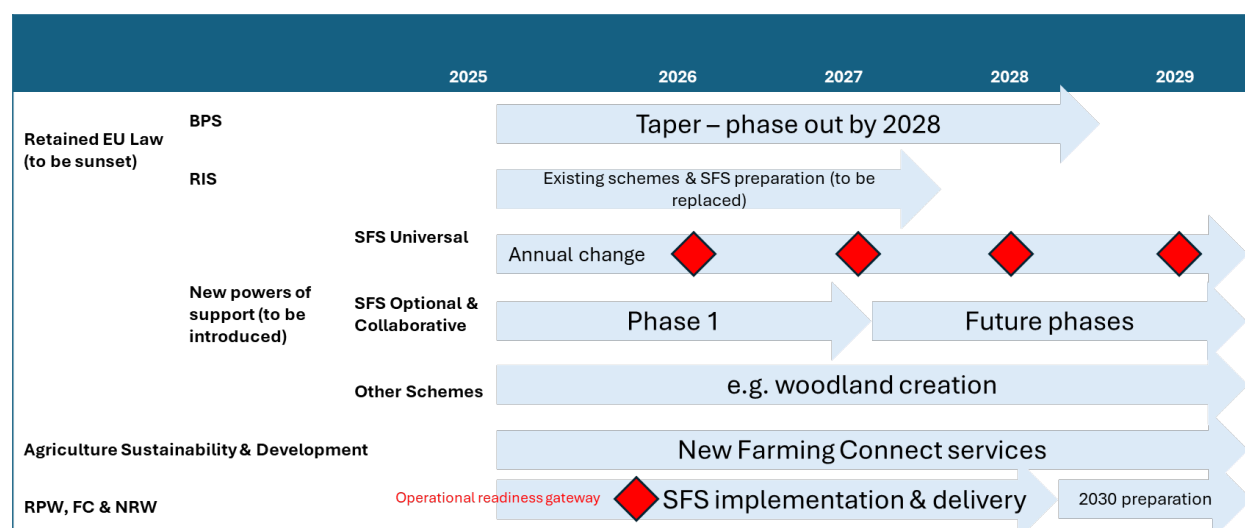 2025 2026 2027 2028 2029
BPS
Taper – phase out by 2028
Retained EU Law
(to be sunset)
RIS
Existing schemes & SFS preparation (to be
replaced)
SFS Universal
Annual change
New powers of
support (to be
introduced)
SFS Optional &
Collaborative
Phase 1
Future phases
Other Schemes
e.g. woodland creation
Agriculture Sustainability & Development
New Farming Connect services
RPW, FC & NRW
Operational readiness gateway
SFS implementation & delivery
2030 preparation